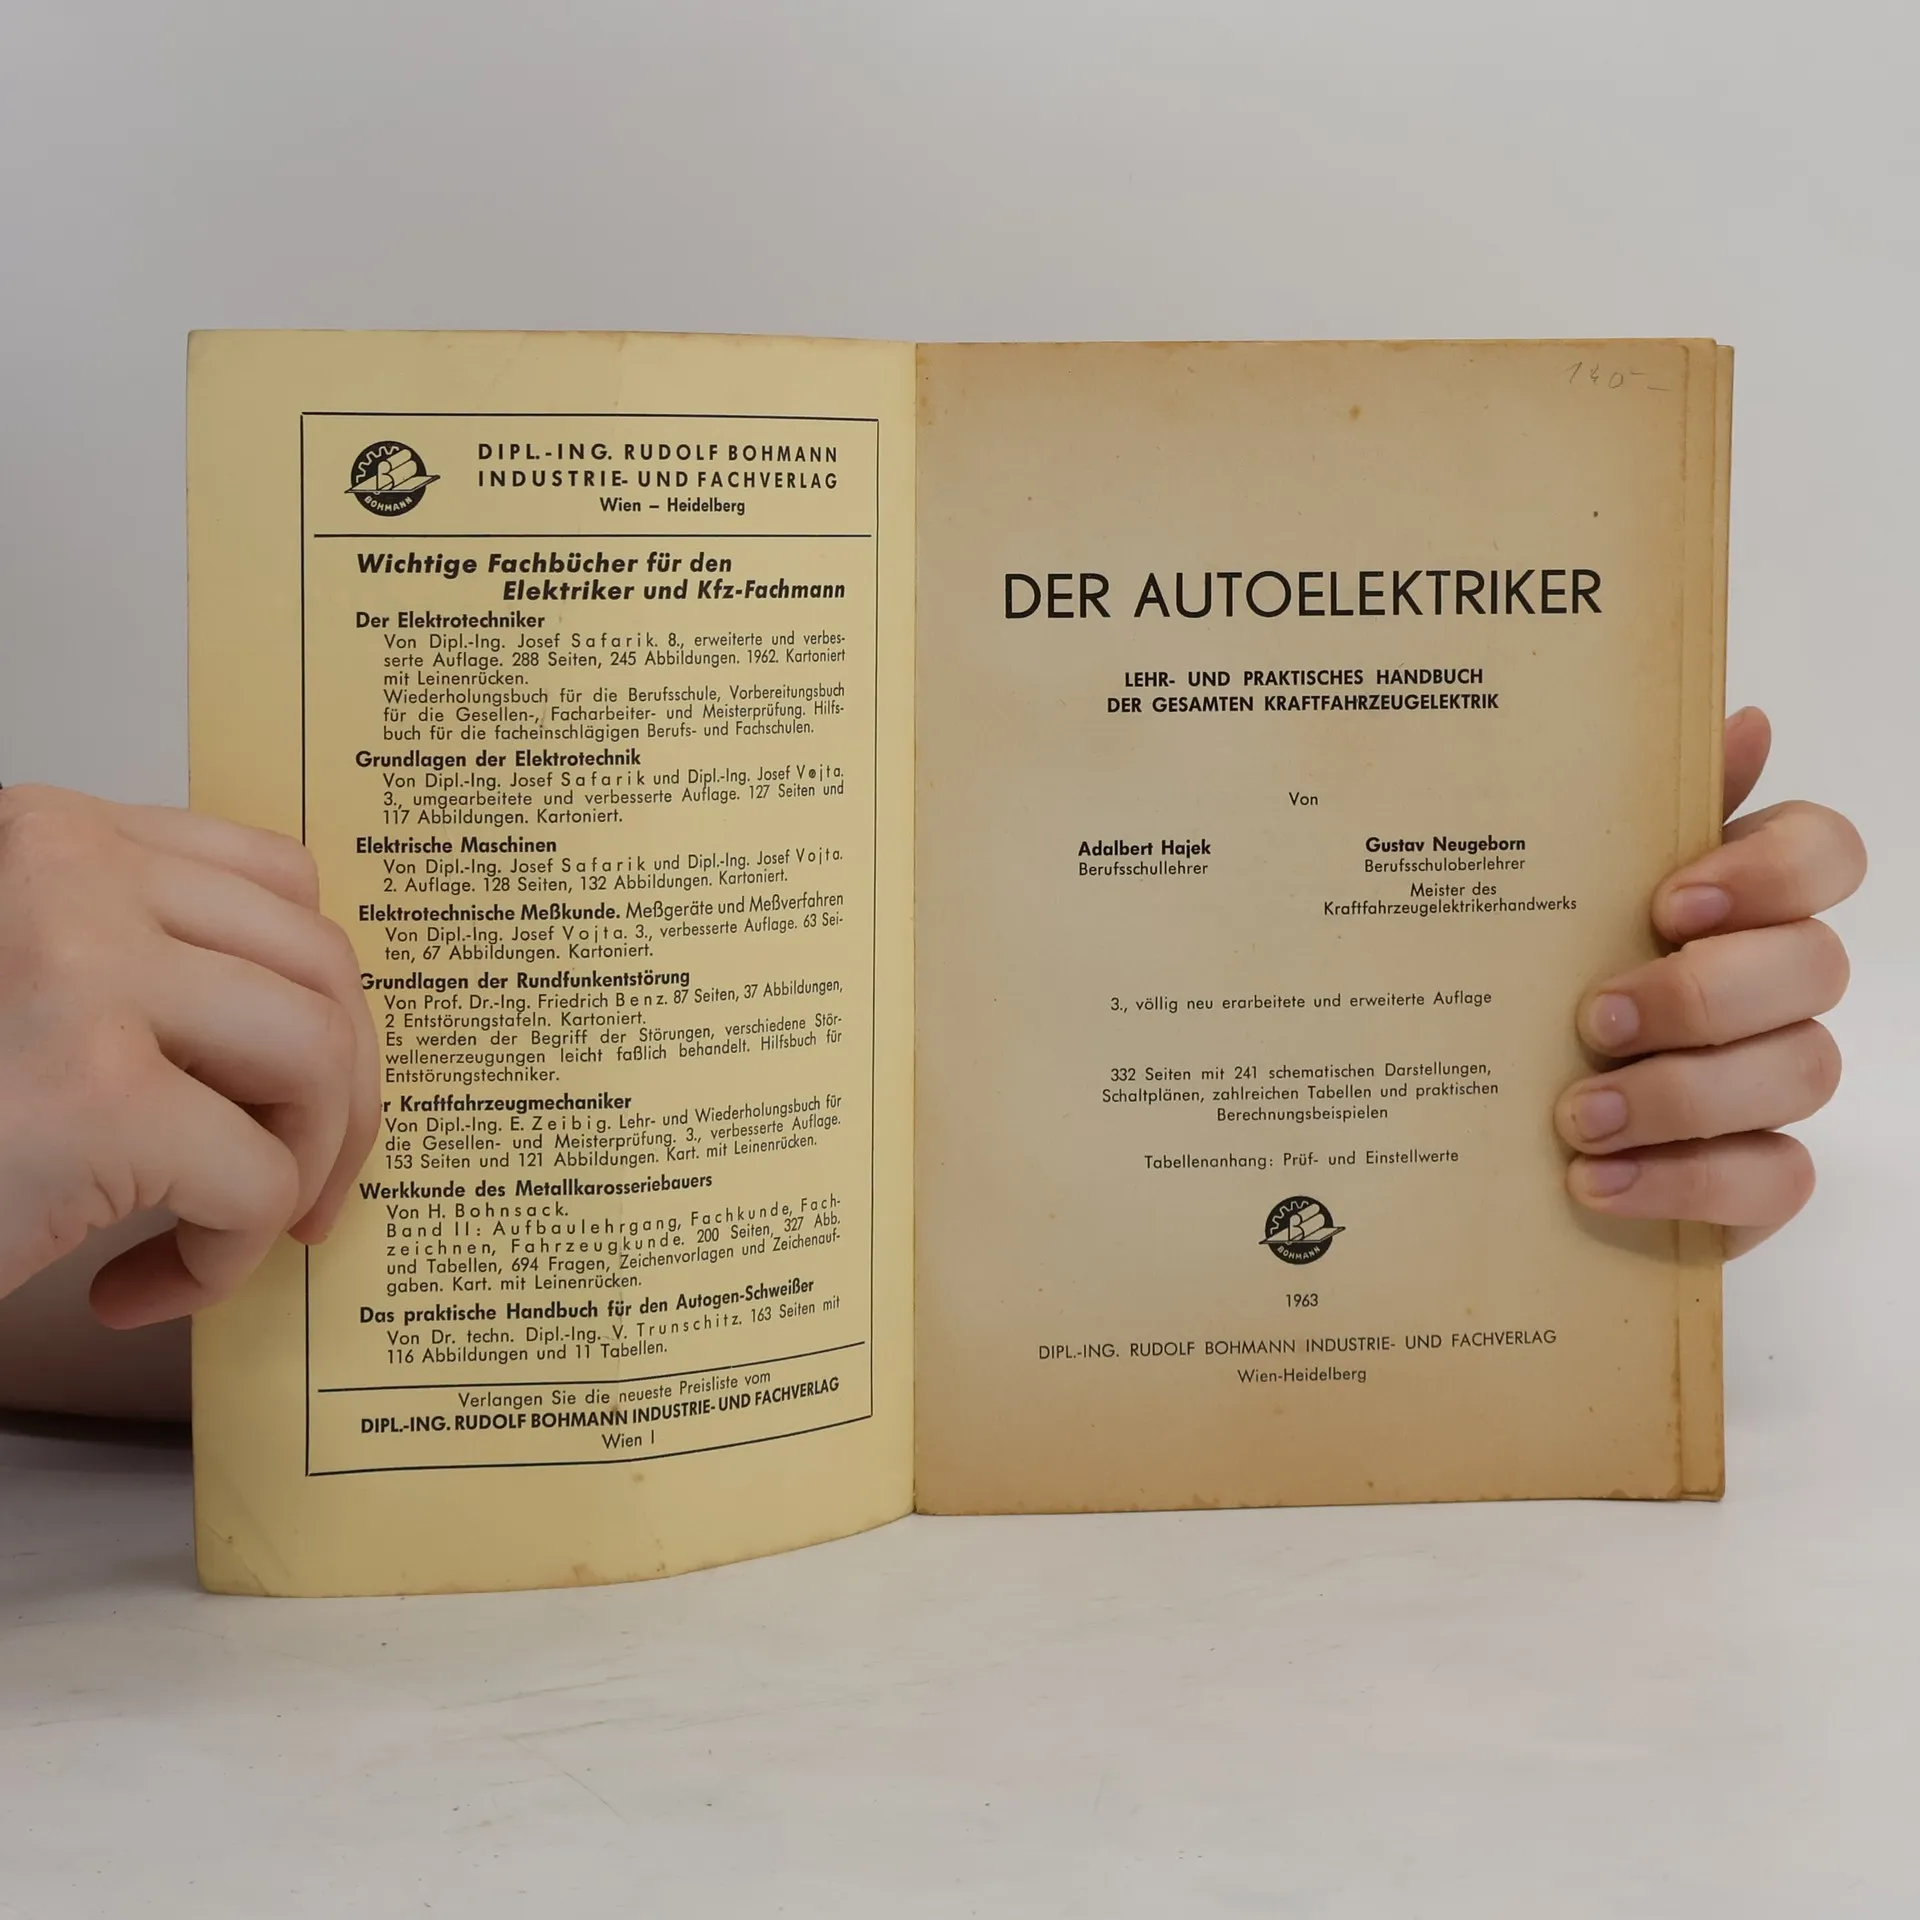 BOHMANN
DIPL.-ING. RUDOLF BOHMANN
INDUSTRIE- UND FACHVERLAG
Wien – Heidelberg
Wichtige Fachbücher für den
Elektriker und Kfz-Fachmann
Der Elektrotechniker
Von Dipl.-Ing. Josef Safarik. 8., erweiterte und verbes-
serte Auflage. 288 Seiten, 245 Abbildungen. 1962. Kartoniert
mit Leinenrücken.
Wiederholungsbuch für die Berufsschule, Vorbereitungsbuch
für die Gesellen-, Facharbeiter- und Meisterprüfung. Hilfs-
buch für die facheinschlägigen Berufs- und Fachschulen.
Grundlagen der Elektrotechnik
Von Dipl.-Ing. Josef Safarik und Dipl.-Ing. Josef Vojta.
3., umgearbeitete und verbesserte Auflage. 127 Seiten und
117 Abbildungen. Kartoniert.
Elektrische Maschinen
Von Dipl.-Ing. Josef Safarik und Dipl.-Ing. Josef Vojta.
2. Auflage. 128 Seiten, 132 Abbildungen. Kartoniert.
Elektrotechnische Meßkunde. Meßgeräte und Meßverfahren
Von Dipl.-Ing. Josef Vojta. 3., verbesserte Auflage. 63 Sei-
ten, 67 Abbildungen. Kartoniert.
Grundlagen der Rundfunkentstörung
Von Prof. Dr.-Ing. Friedrich Benz. 87 Seiten, 37 Abbildungen,
2 Entstörungstafeln. Kartoniert.
Es werden der Begriff der Störungen, verschiedene Stör-
wellenerzeugungen leicht faßlich behandelt. Hilfsbuch für
Entstörungstechniker.
r Kraftfahrzeugmechaniker
Von Dipl.-Ing. E. Zeibig. Lehr- und Wiederholungsbuch für
die Gesellen- und Meisterprüfung. 3., verbesserte Auflage.
153 Seiten und 121 Abbildungen. Kart. mit Leinenrücken.
Werkkunde des Metallkarosseriebauers
Von H. Bohnsack.
Band II: Aufbaulehrgang, Fachkunde, Fach-
zeichnen, Fahrzeugkunde. 200 Seiten, 327 Abb.
und Tabellen, 694 Fragen, Zeichenvorlagen und Zeichenauf-
gaben. Kart. mit Leinenrücken.
Das praktische Handbuch für den Autogen-Schweißer
Von Dr. techn. Dipl.-Ing. V. Trunschitz. 163 Seiten mit
116 Abbildungen und 11 Tabellen.
Verlangen Sie die neueste Preisliste vom
DIPL.-ING. RUDOLF BOHMANN INDUSTRIE- UND FACHVERLAG
Wien I
DER AUTOELEKTRIKER
LEHR- UND PRAKTISCHES HANDBUCH
DER GESAMTEN KRAFTFAHRZEUGELEKTRIK
Von
Adalbert Hajek
Berufsschullehrer
Gustav Neugeborn
Berufsschuloberlehrer
Meister des
Kraftfahrzeugelektrikerhandwerks
3., völlig neu erarbeitete und erweiterte Auflage
332 Seiten mit 241 schematischen Darstellungen,
Schaltplänen, zahlreichen Tabellen und praktischen
Berechnungsbeispielen
Tabellenanhang: Prüf- und Einstellwerte
BOHMANN
1963
DIPL.-ING. RUDOLF BOHMANN INDUSTRIE- UND FACHVERLAG
Wien-Heidelberg